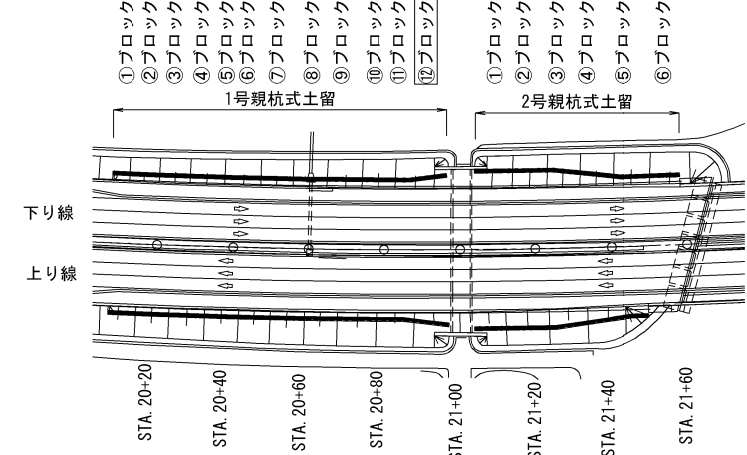 ①ブロック
②ブロック
③ブロック
④ブロック
⑤ブロック
⑥ブロック
⑦ブロック
⑧ブロック
⑨ブロック
⑩ブロック
⑪ブロック
⑫ブロック
①ブロック
②ブロック
③ブロック
④ブロック
⑤ブロック
⑥ブロック
1号親杭式土留
2号親杭式土留
下り線
上り線
STA. 20+20
STA. 20+40
STA. 20+60
STA. 20+80
STA. 21+00
STA. 21+20
STA. 21+40
STA. 21+60